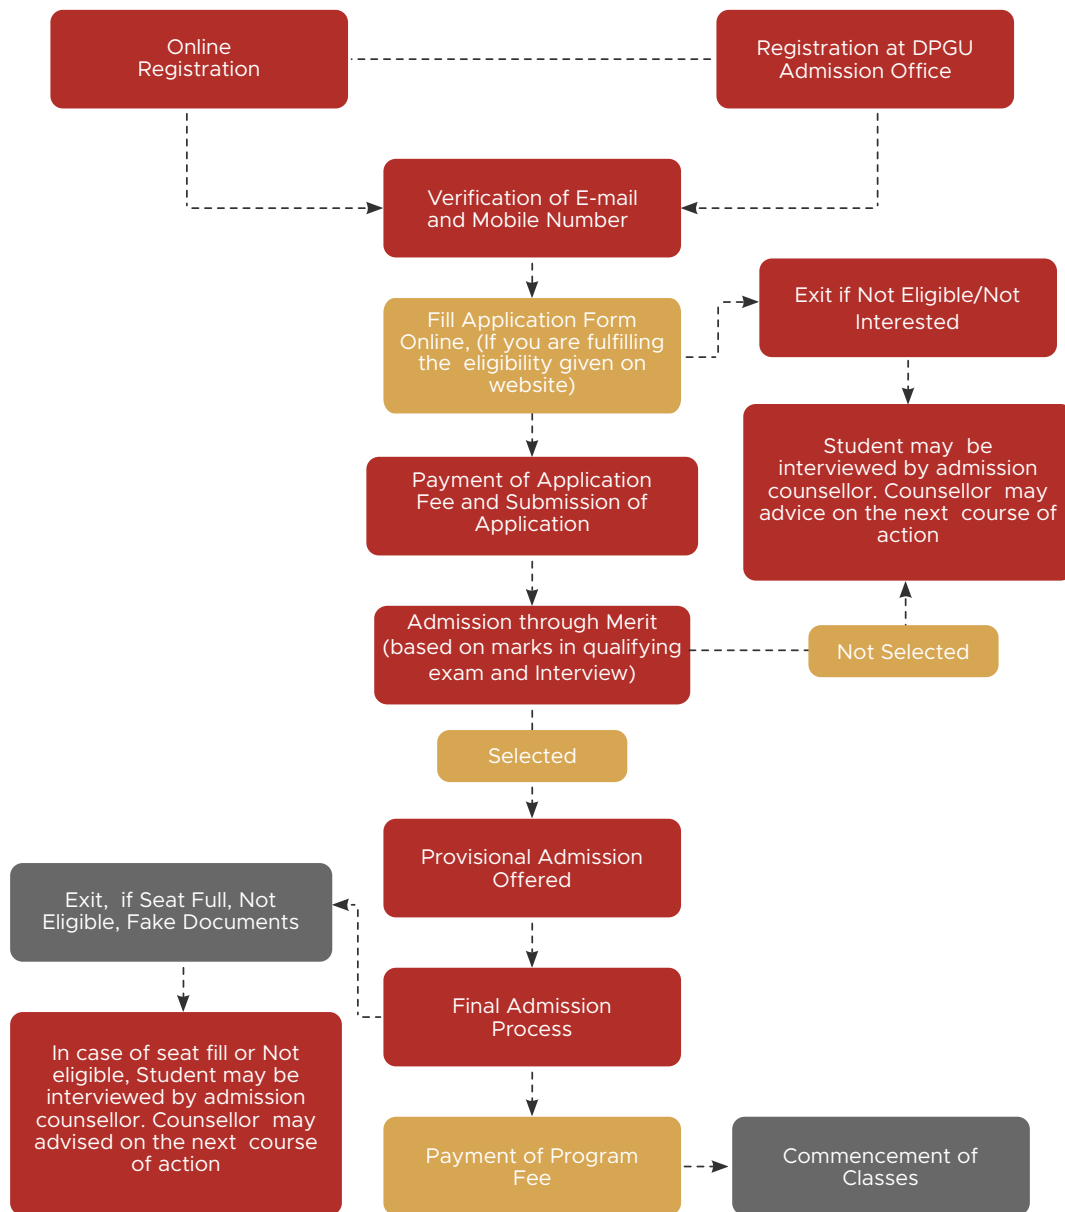 Online
Registration
Registration at DPGU
Admission Office
Verification of E-mail
and Mobile Number
Fill Application Form
Online, (If you are fulfilling
the eligibility given on
website)
Exit if Not Eligible/Not
Interested
Student may be
interviewed by admission
counsellor. Counsellor may
advice on the next course of
action
Payment of Application
Fee and Submission of
Application
Admission through Merit
(based on marks in qualifying
exam and Interview)
Not Selected
Selected
Provisional Admission
Offered
Exit, if Seat Full, Not
Eligible, Fake Documents
Final Admission
Process
In case of seat fill or Not
eligible, Student may be
interviewed by admission
counsellor. Counsellor may
advised on the next course
of action
Payment of Program
Fee
Commencement of
Classes